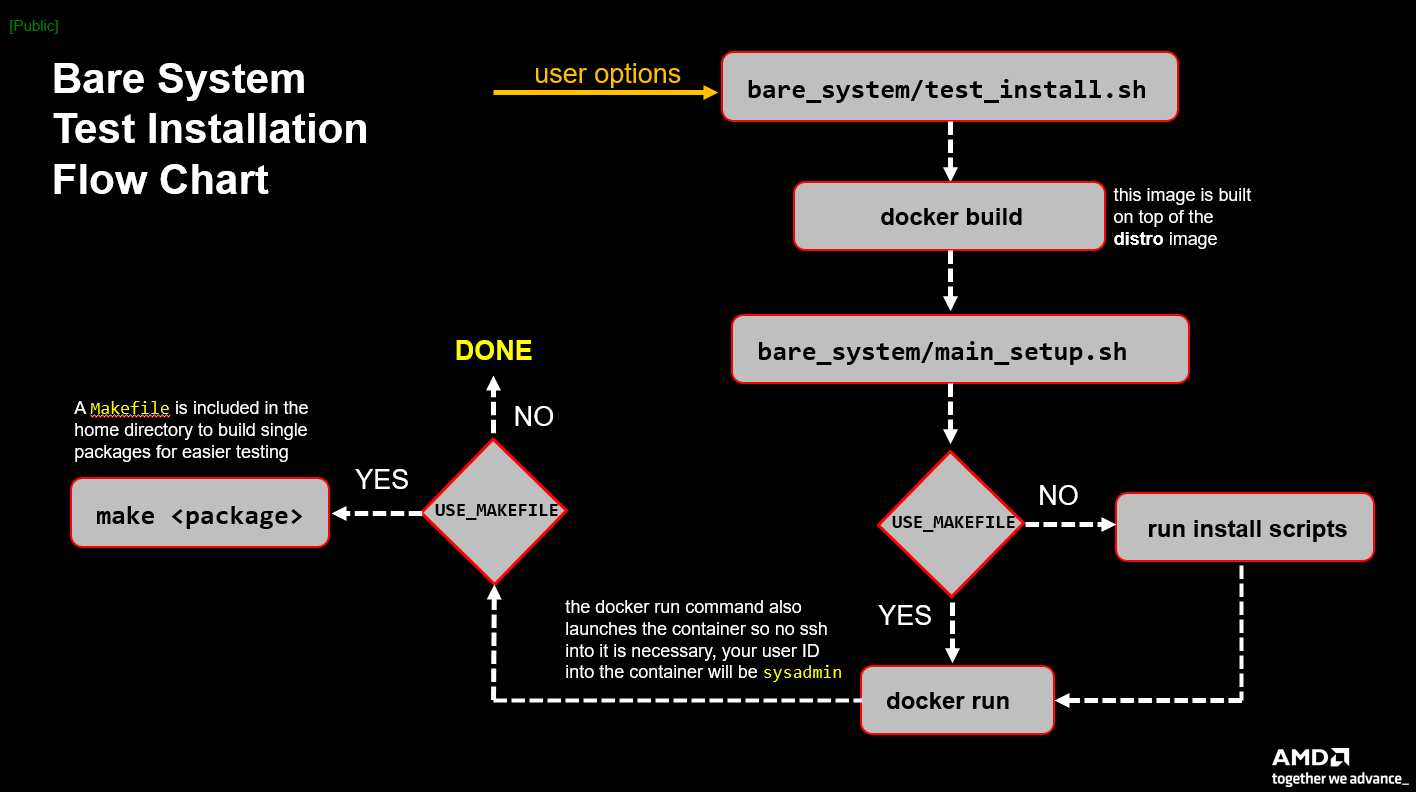 [Public]
Bare System
Test Installation
Flow Chart
user options
bare_system/test_install.sh
docker build
this image is built
on top of the
distro image
bare_system/main_setup.sh
DONE
NO
A Makefile is included in the
home directory to build single
packages for easier testing
YES
make <package>
USE_MAKEFILE
USE_MAKEFILE
NO
run install scripts
YES
the docker run command also
launches the container so no ssh
into it is necessary, your user ID
into the container will be sysadmin
docker run
AMD
together we advance_